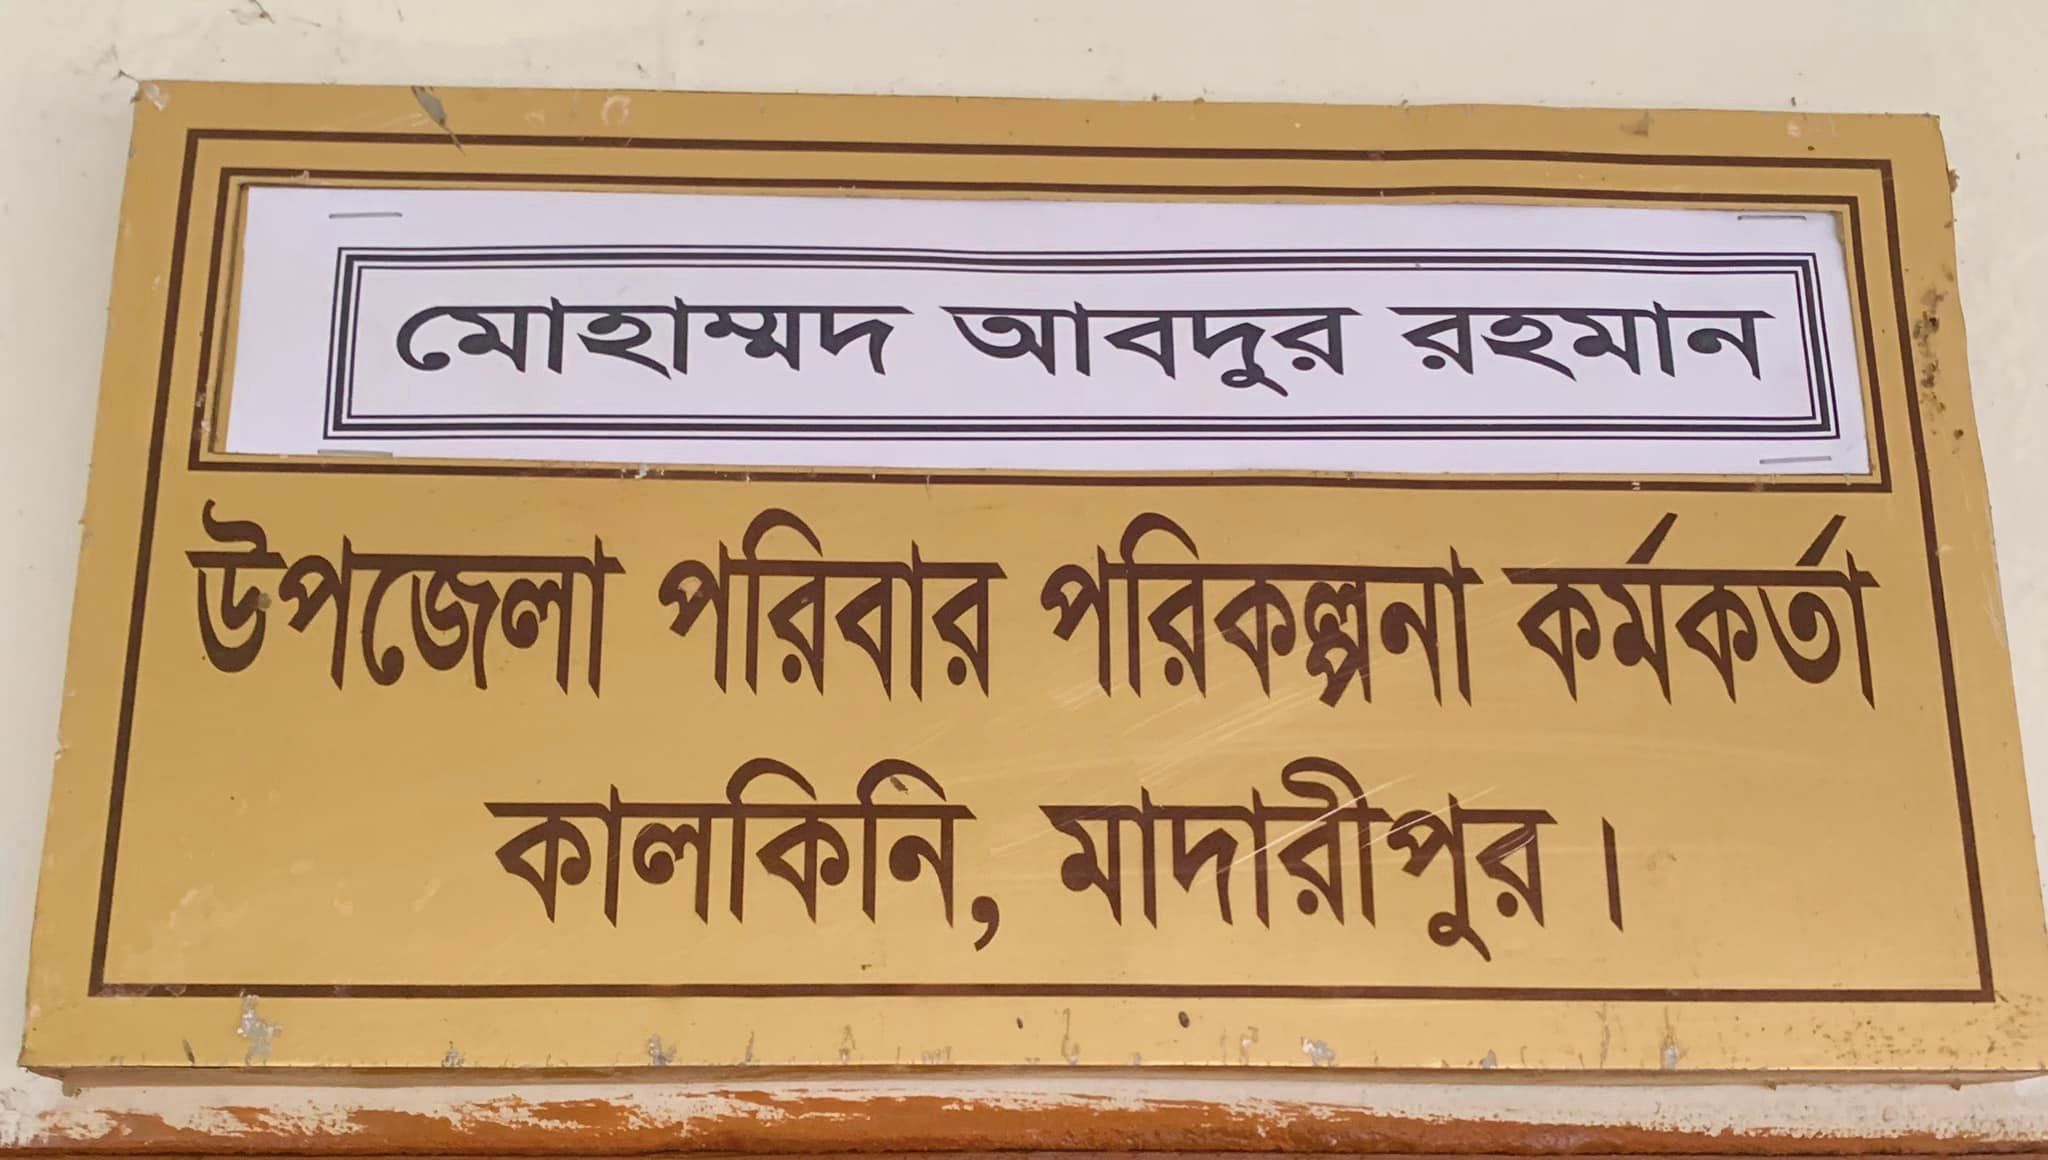 মোহাম্মদ আবদুর রহমান
উপজেলা পরিবার পরিকল্পনা কর্মকর্তা
কালকিনি, মাদারীপুর।